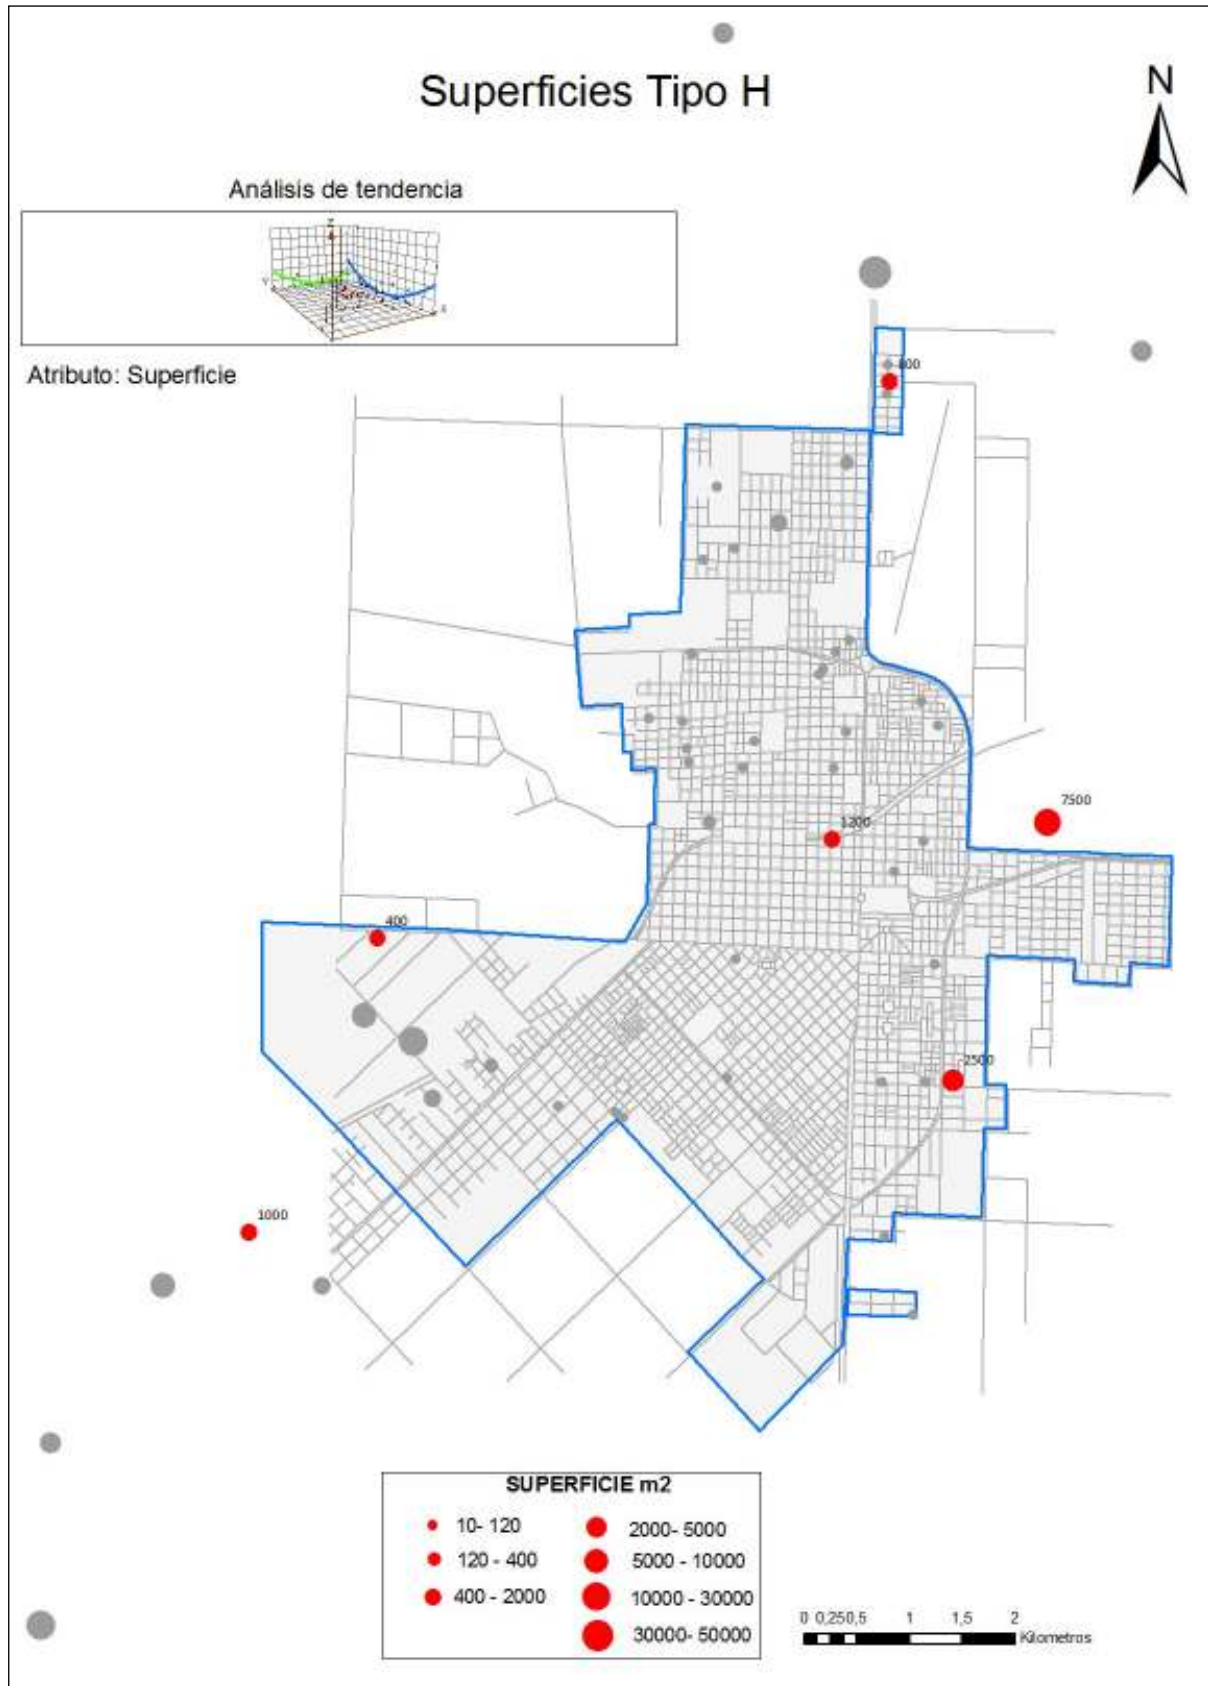 Superficies Tipo H
N
Análisis de tendencia
Z
Y
X
Atributo: Superficie
800
7500
1200
400
2500
1000
SUPERFICIE m2
10- 120
2000- 5000
120 - 400
5000 - 10000
400 - 2000
10000 - 30000
30000- 50000
0 0,250,5 1 1,5 2
Kilometros